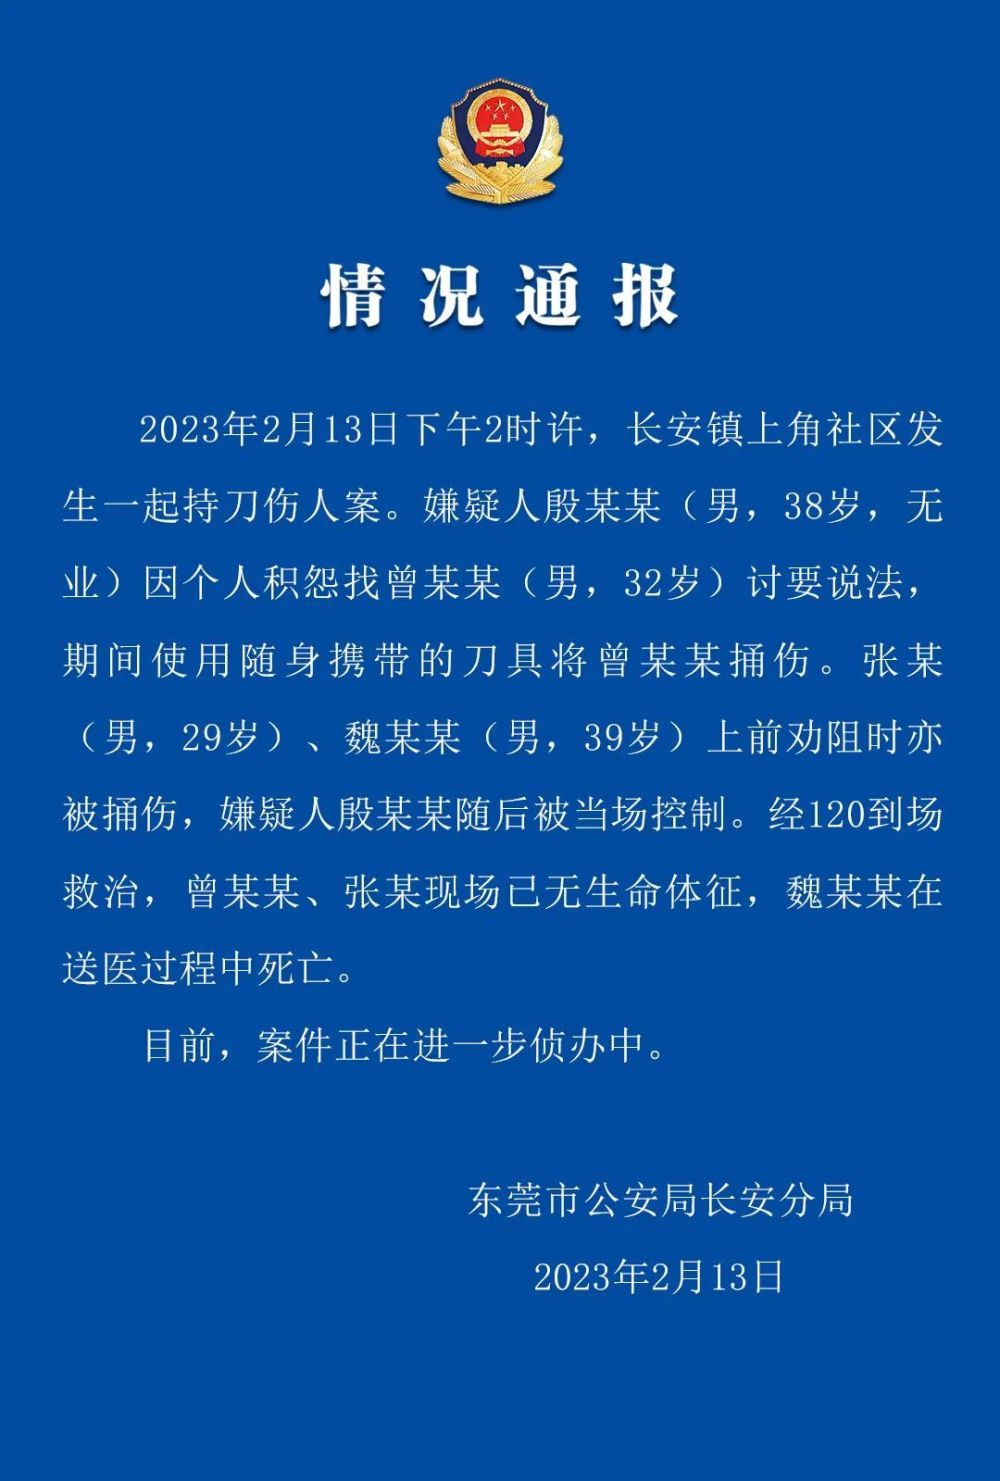 情况通报
2023年2月13日下午2时许，长安镇上角社区发
生一起持刀伤人案。嫌疑人殷某某（男，38岁，无
业）因个人积怨找曾某某（男，32岁）讨要说法，
期间使用随身携带的刀具将曾某某捅伤。张某
（男，29岁）、魏某某（男，39岁）上前劝阻时亦
被捅伤，嫌疑人殷某某随后被当场控制。经120到场
救治，曾某某、张某现场已无生命体征，魏某某在
送医过程中死亡。
目前，案件正在进一步侦办中。
东莞市公安局长安分局
2023年2月13日